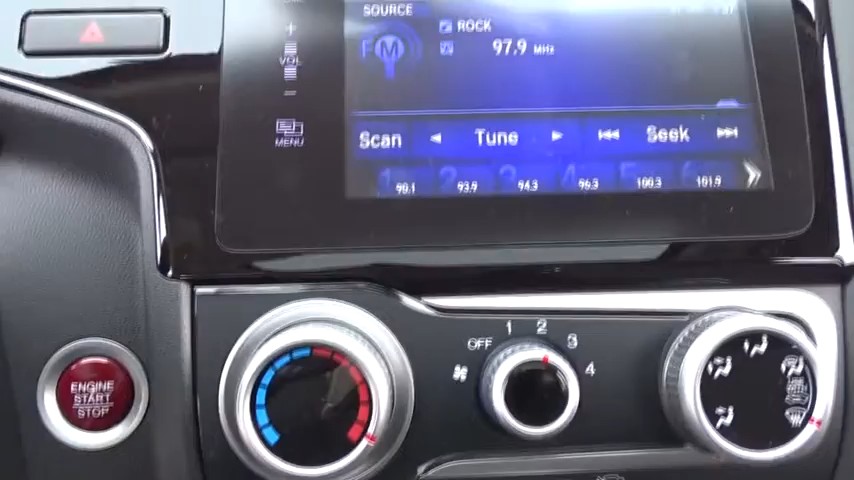 SOURCE
FM
ROCK
97.9 MHz
VOL
MENU
Scan Tune Seek
1 90.1 2 93.9 3 94.3 4 96.3 5 100.3 6 101.9
OFF 1 2 3 4
ENGINE
START
STOP